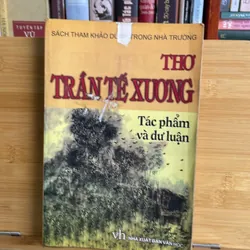 SÁCH THAM KHẢO DÙNG TRONG NHÀ TRƯỜNG
THƠ
TRẦN TẾ XƯƠNG
Tác phẩm
và dư luận
vh NHÀ XUẤT BẢN VĂN HỌC